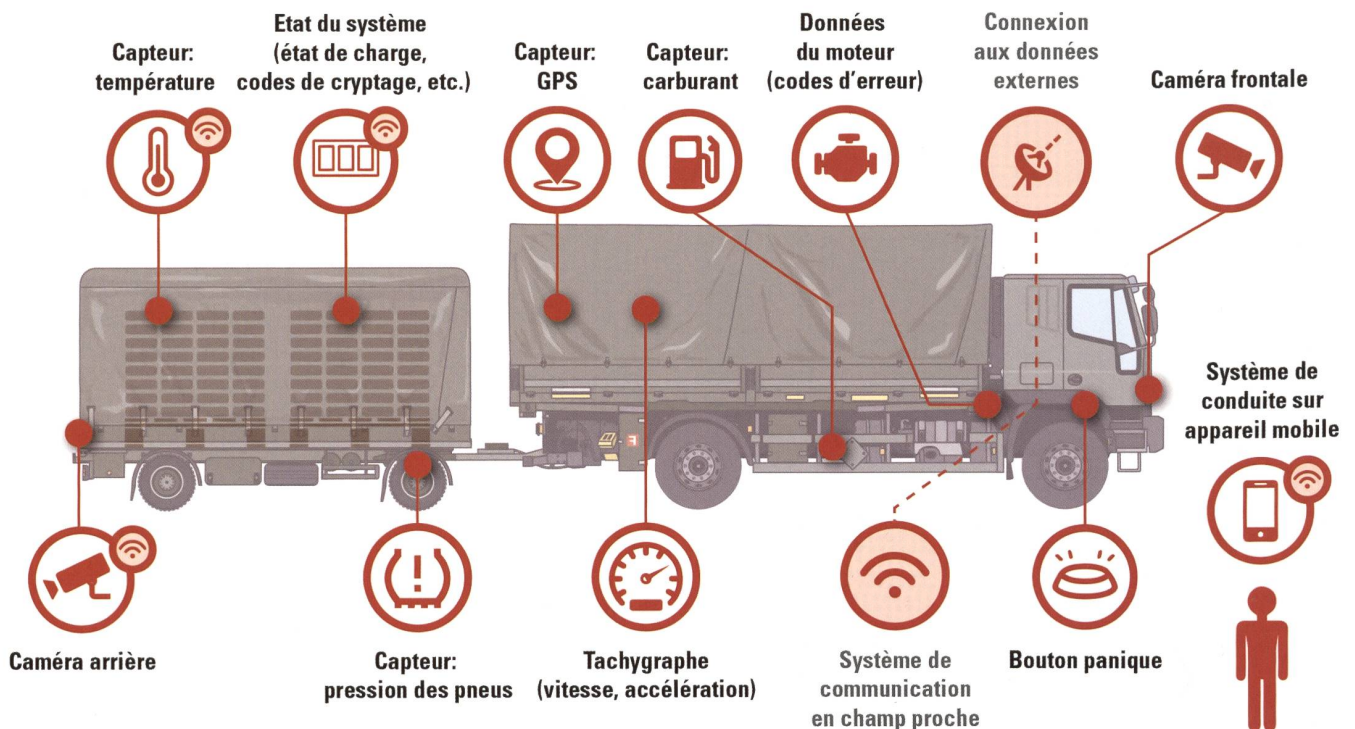 Capteur:
température
Etat du système
(état de charge,
codes de cryptage, etc.)
Capteur:
GPS
Capteur:
carburant
Données
du moteur
(codes d'erreur)
Connexion
aux données
externes
Caméra frontale
Système de
conduite sur
appareil mobile
Caméra arrière
Capteur:
pression des pneus
Tachygraphe
(vitesse, accélération)
Système de
communication
en champ proche
Bouton panique